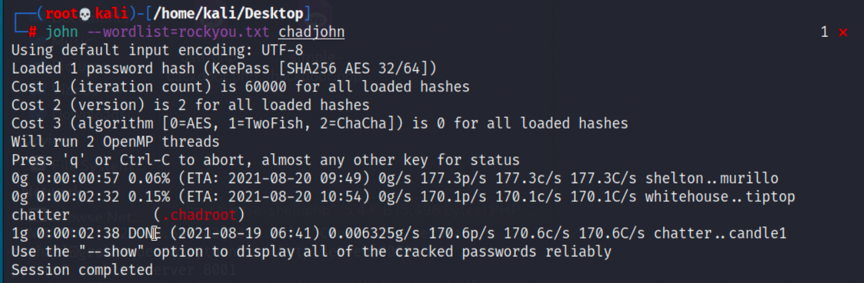 (root💀kali)-[/home/kali/Desktop]
# john --wordlist=rockyou.txt chadjohn 1 ⨯
Using default input encoding: UTF-8
Loaded 1 password hash (KeePass [SHA256 AES 32/64])
Cost 1 (iteration count) is 60000 for all loaded hashes
Cost 2 (version) is 2 for all loaded hashes
Cost 3 (algorithm [0=AES, 1=TwoFish, 2=ChaCha]) is 0 for all loaded hashes
Will run 2 OpenMP threads
Press 'q' or Ctrl-C to abort, almost any other key for status
0g 0:00:00:57 0.06% (ETA: 2021-08-20 09:49) 0g/s 177.3p/s 177.3c/s 177.3C/s shelton..murillo
0g 0:00:02:32 0.15% (ETA: 2021-08-20 10:54) 0g/s 170.1p/s 170.1c/s 170.1C/s whitehouse..tiptop
chatter (.chadroot)
1g 0:00:02:38 DONE (2021-08-19 06:41) 0.006325g/s 170.6p/s 170.6c/s 170.6C/s chatter..candle1
Use the "--show" option to display all of the cracked passwords reliably
Session completed